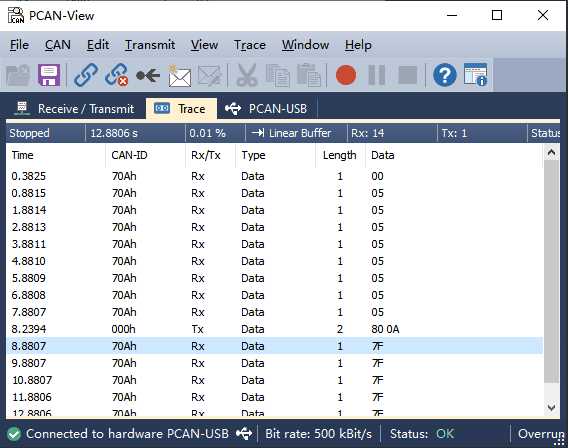 PCAN-View
File CAN Edit Transmit View Trace Window Help
Receive / Transmit Trace PCAN-USB
Stopped 12.8806 s 0.01 % Linear Buffer Rx: 14 Tx: 1 Status
Time CAN-ID Rx/Tx Type Length Data
0.3825 70Ah Rx Data 1 00
0.8815 70Ah Rx Data 1 05
1.8814 70Ah Rx Data 1 05
2.8813 70Ah Rx Data 1 05
3.8811 70Ah Rx Data 1 05
4.8810 70Ah Rx Data 1 05
5.8809 70Ah Rx Data 1 05
6.8808 70Ah Rx Data 1 05
7.8807 70Ah Rx Data 1 05
8.2394 000h Tx Data 2 80 0A
8.8807 70Ah Rx Data 1 7F
9.8807 70Ah Rx Data 1 7F
10.8807 70Ah Rx Data 1 7F
11.8806 70Ah Rx Data 1 7F
12.8806 70Ah Rx Data 1 7F
Connected to hardware PCAN-USB Bit rate: 500 kBit/s Status: OK Overrun